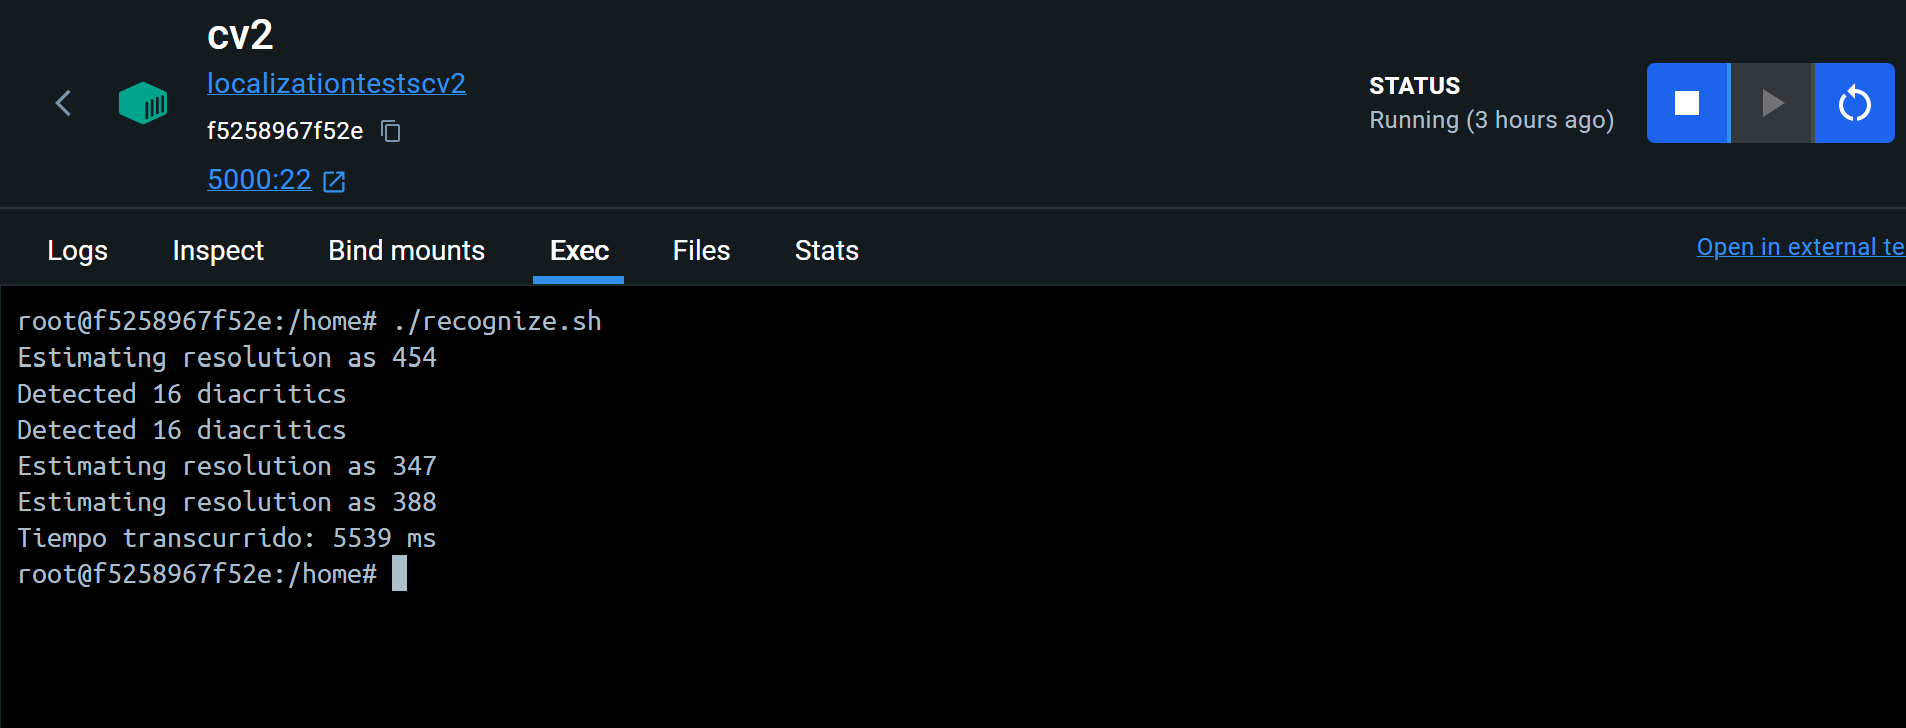 cv2
localizationtestscv2
f5258967f52e
5000:22
STATUS
Running (3 hours ago)
Logs Inspect Bind mounts Exec Files Stats
Open in external te
root@f5258967f52e:/home# ./recognize.sh
Estimating resolution as 454
Detected 16 diacritics
Detected 16 diacritics
Estimating resolution as 347
Estimating resolution as 388
Tiempo transcurrido: 5539 ms
root@f5258967f52e:/home#